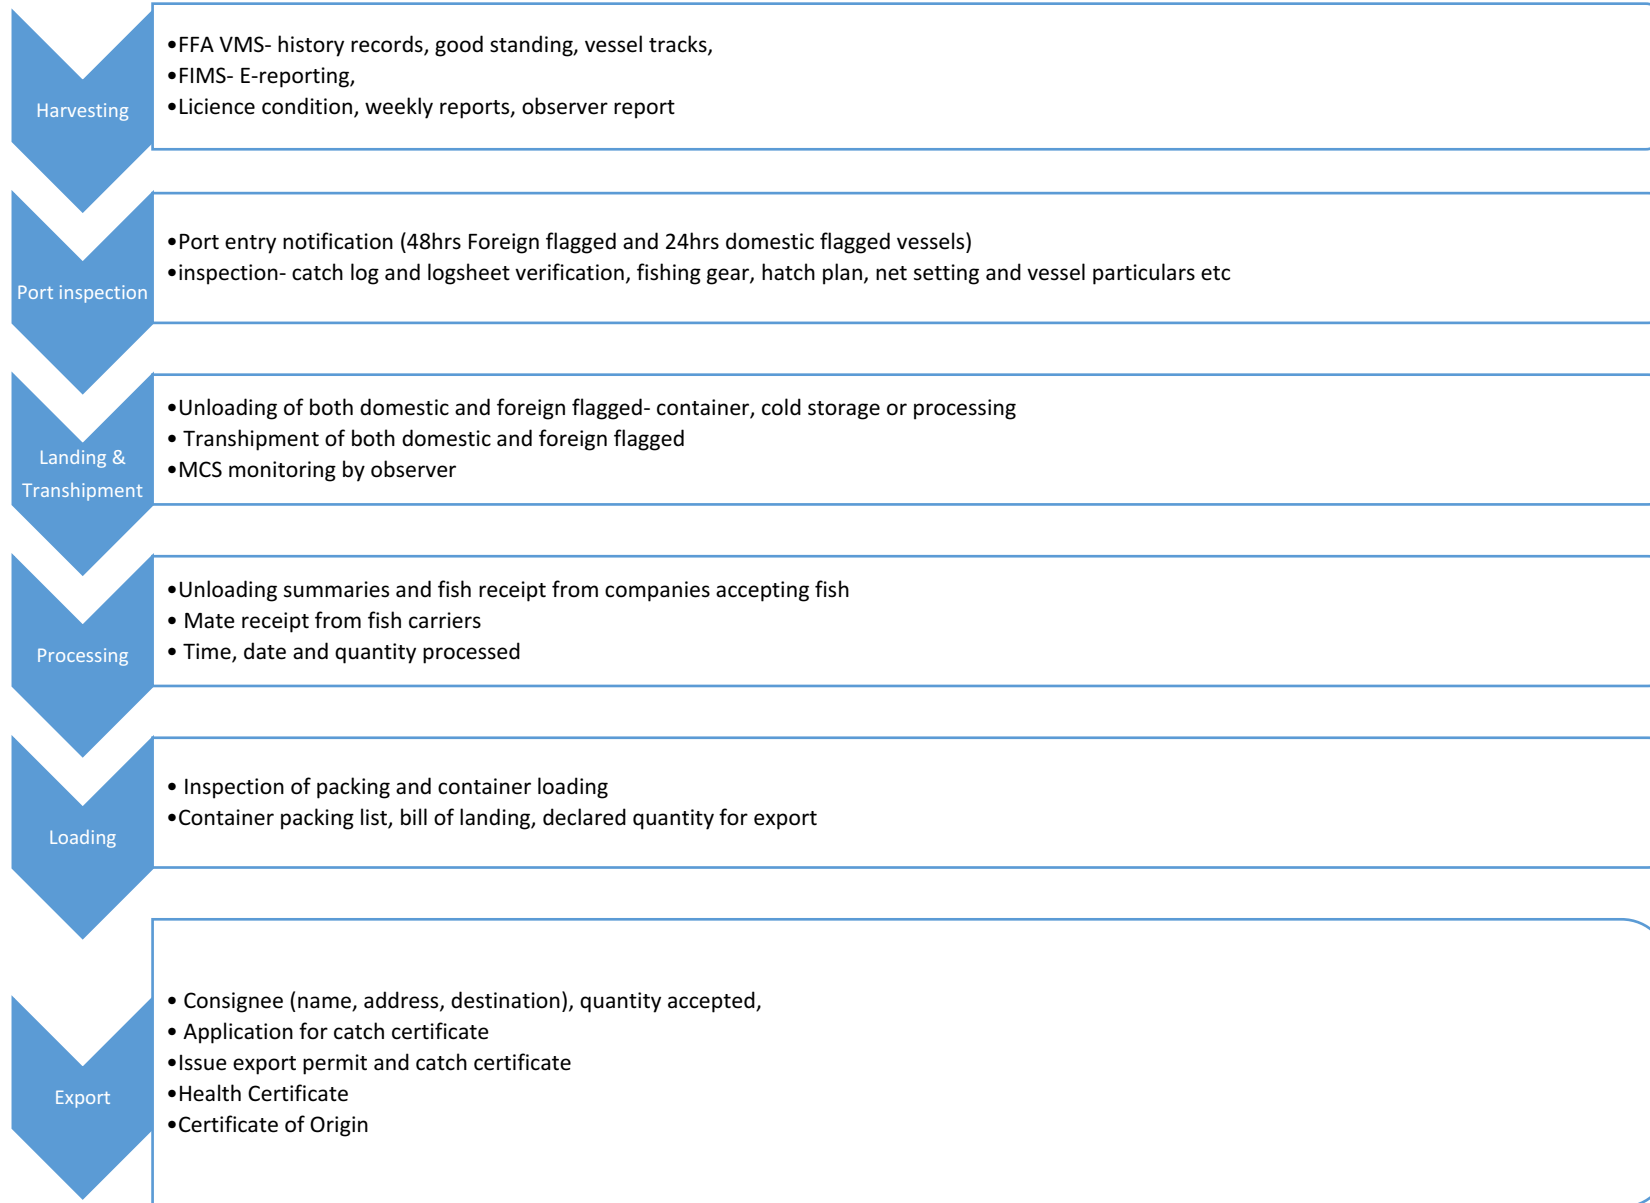 Harvesting
•FFA VMS- history records, good standing, vessel tracks,
•FIMS- E-reporting,
•Licience condition, weekly reports, observer report
Port inspection
•Port entry notification (48hrs Foreign flagged and 24hrs domestic flagged vessels)
•inspection- catch log and logsheet verification, fishing gear, hatch plan, net setting and vessel particulars etc
Landing &
Transhipment
•Unloading of both domestic and foreign flagged- container, cold storage or processing
• Transhipment of both domestic and foreign flagged
•MCS monitoring by observer
Processing
•Unloading summaries and fish receipt from companies accepting fish
• Mate receipt from fish carriers
• Time, date and quantity processed
Loading
• Inspection of packing and container loading
•Container packing list, bill of landing, declared quantity for export
Export
• Consignee (name, address, destination), quantity accepted,
• Application for catch certificate
•Issue export permit and catch certificate
•Health Certificate
•Certificate of Origin